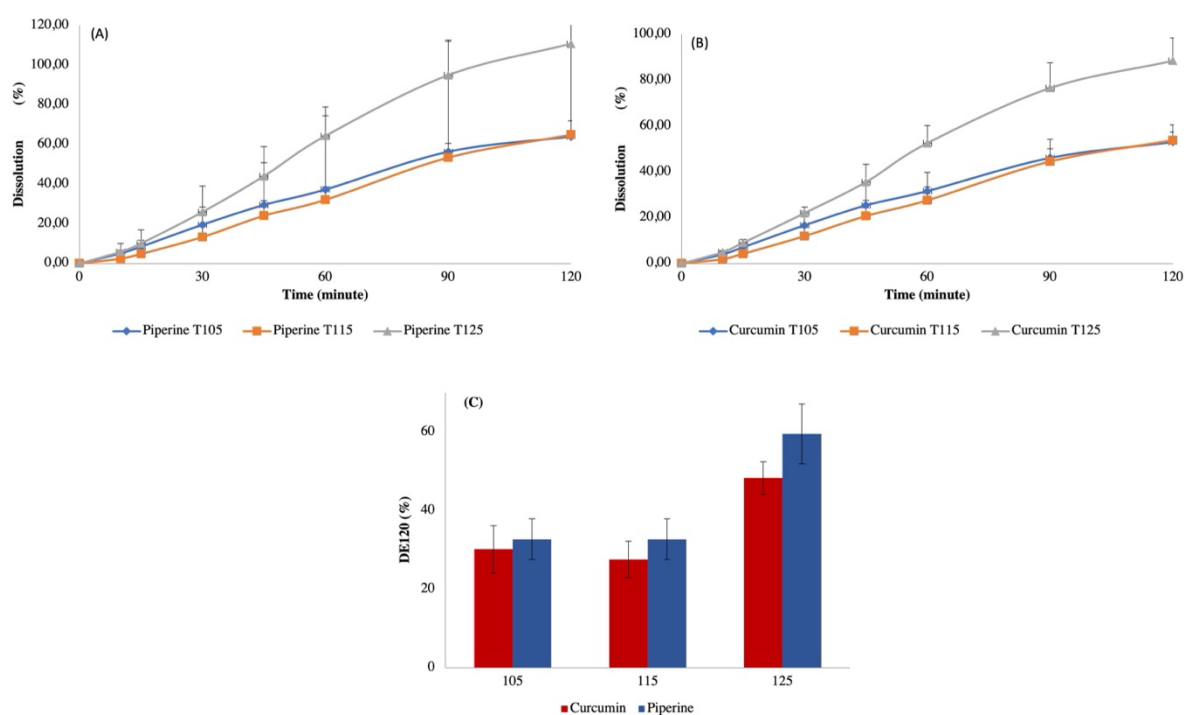 (A)
120,00
100,00
80,00
60,00
40,00
20,00
0,00
Dissolution (%)
0 30 60 90 120
Time (minute)
Piperine T105 Piperine T115 Piperine T125
(B)
100,00
80,00
60,00
40,00
20,00
0,00
Dissolution (%)
0 30 60 90 120
Time (minute)
Curcumin T105 Curcumin T115 Curcumin T125
(C)
60
40
20
0
DE120 (%)
105 115 125
Curcumin Piperine